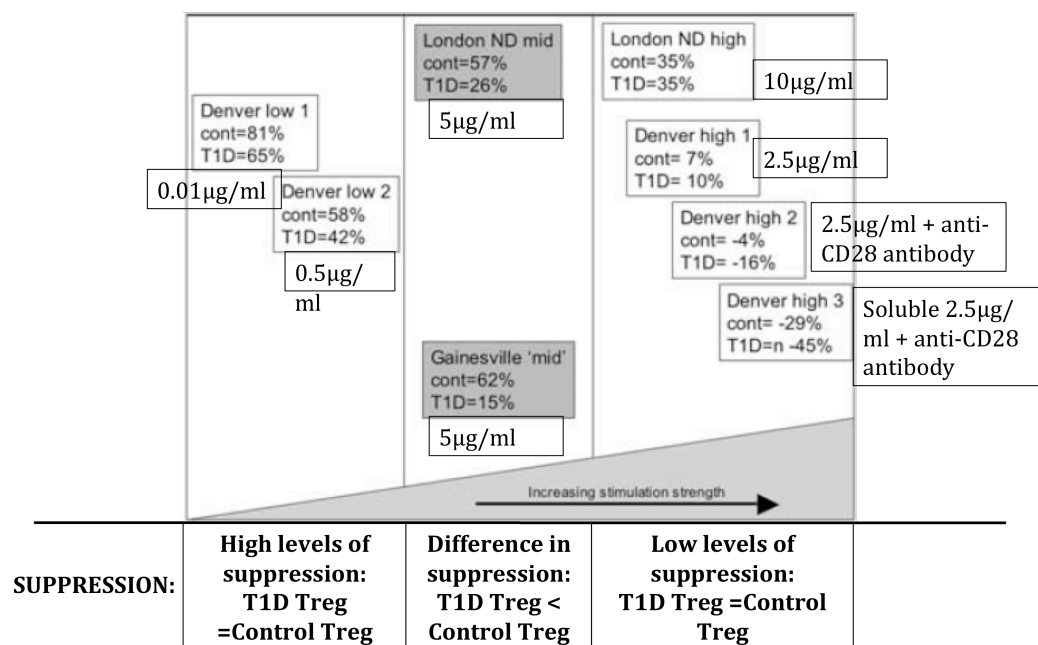 London ND mid
cont=57%
T1D=26%
5µg/ml
London ND high
cont=35%
T1D=35%
10µg/ml
Denver low 1
cont=81%
T1D=65%
0.01µg/ml
Denver low 2
cont=58%
T1D=42%
0.5µg/
ml
Denver high 1
cont= 7%
T1D= 10%
2.5µg/ml
Denver high 2
cont= -4%
T1D= -16%
2.5µg/ml + anti-
CD28 antibody
Denver high 3
cont= -29%
T1D=n -45%
Soluble 2.5µg/
ml + anti-CD28
antibody
Gainesville ‘mid’
cont=62%
T1D=15%
5µg/ml
Increasing stimulation strength
SUPPRESSION:
High levels of
suppression:
T1D Treg
=Control Treg
Difference in
suppression:
T1D Treg <
Control Treg
Low levels of
suppression:
T1D Treg =Control
Treg